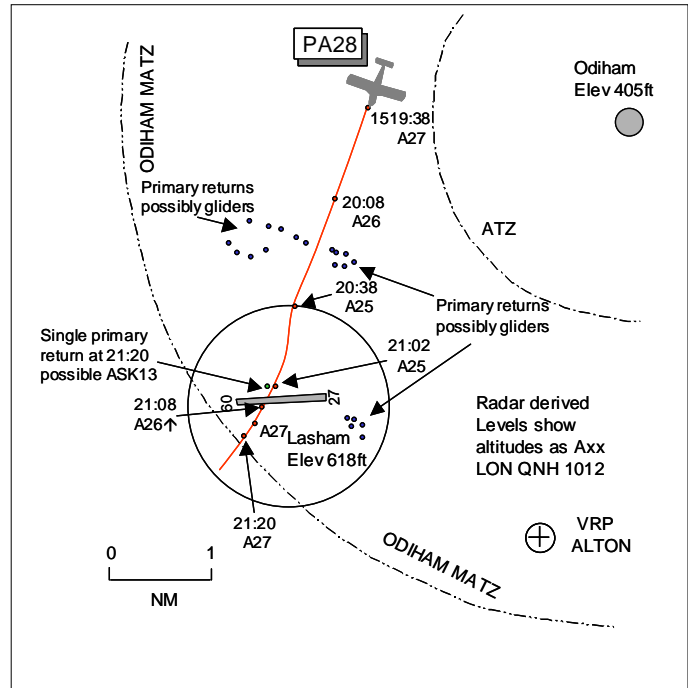 PA28
Odiham
Elev 405ft
ODIHAM MATZ
1519:38
A27
Primary returns
possibly gliders
20:08
A26
ATZ
20:38
A25
Primary returns
possibly gliders
Single primary
return at 21:20
possible ASK13
21:02
A25
09
27
21:08
A26↑
A27
Lasham
Elev 618ft
Radar derived
Levels show
altitudes as Axx
LON QNH 1012
21:20
A27
VRP
ALTON
ODIHAM MATZ
0 1
NM